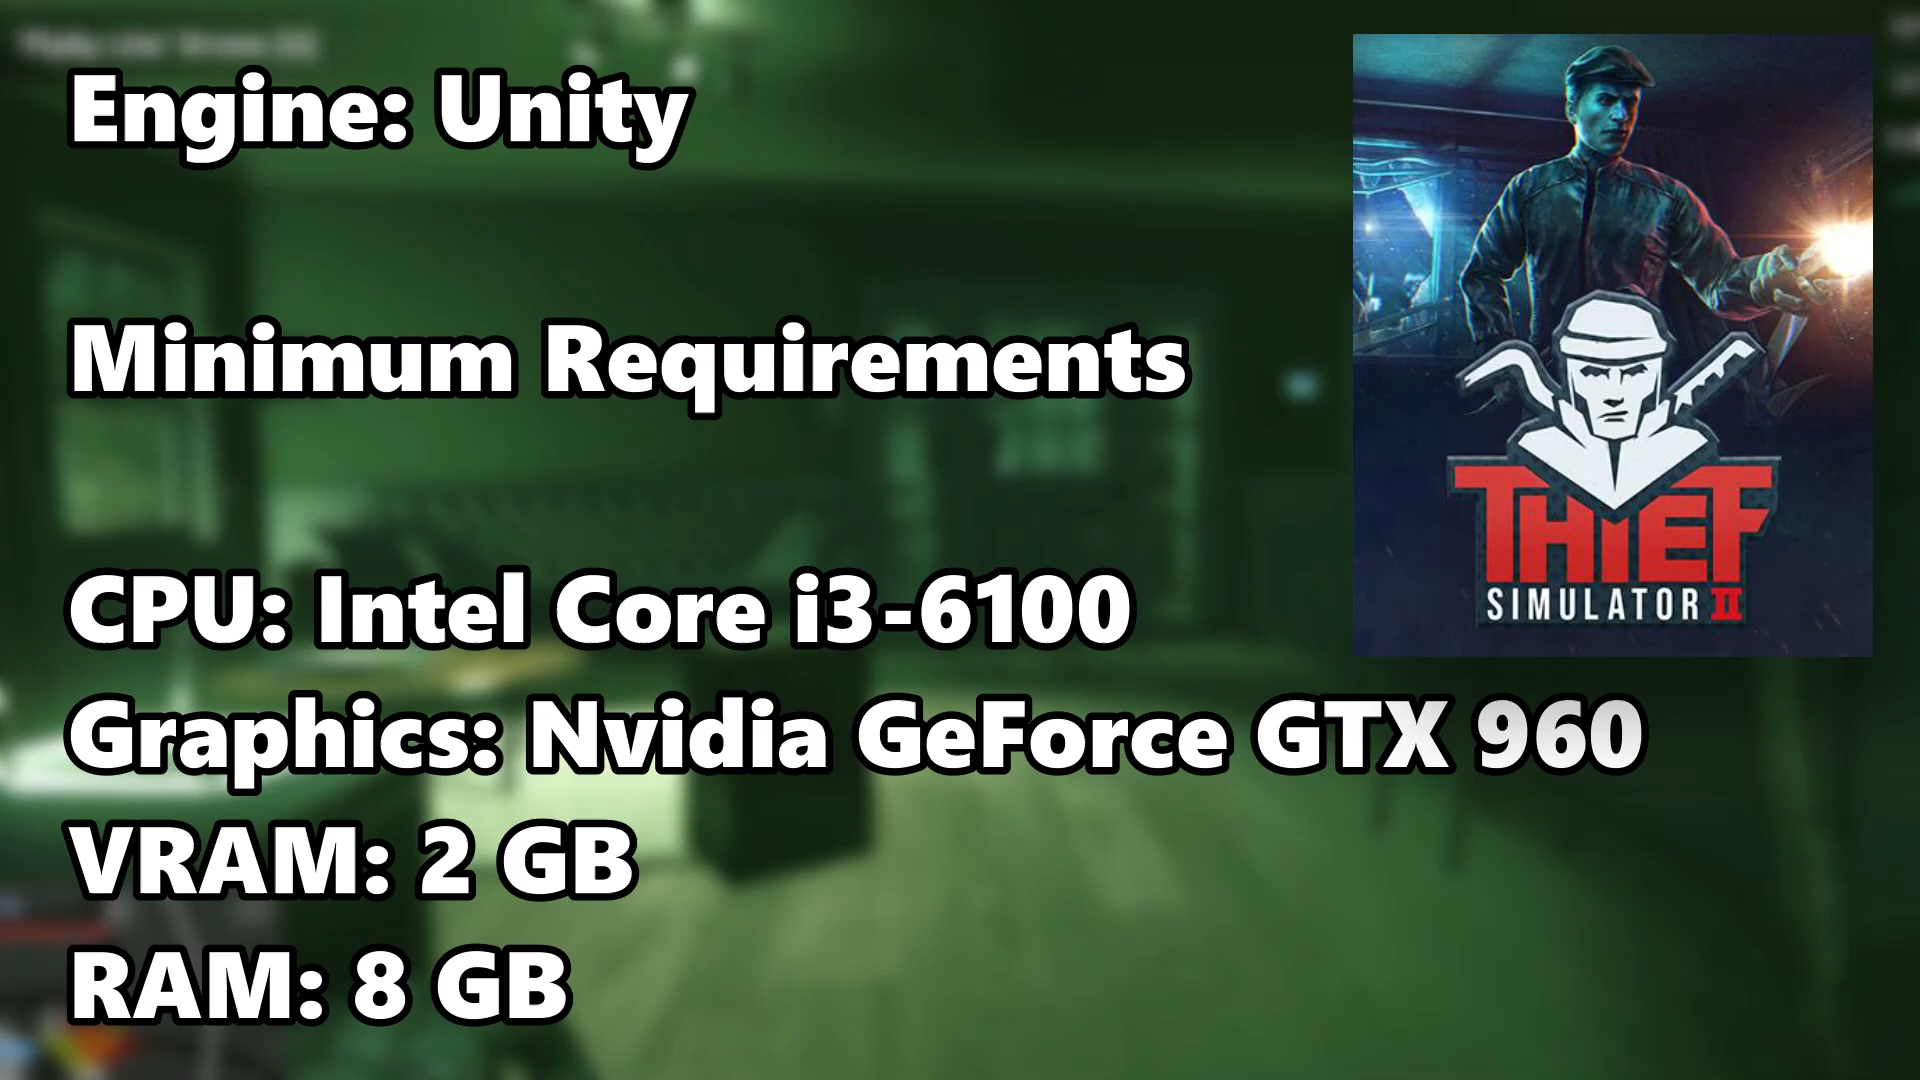 Engine: Unity
Minimum Requirements
CPU: Intel Core i3-6100
Graphics: Nvidia GeForce GTX 960
VRAM: 2 GB
RAM: 8 GB
THIEF
SIMULATOR II